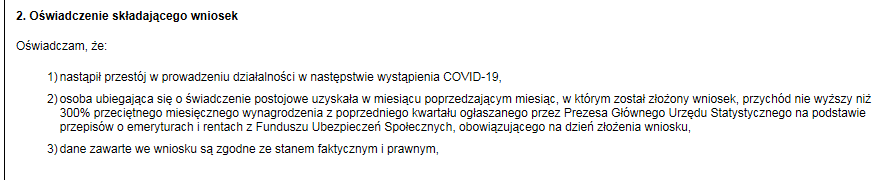 2. Oświadczenie składającego wniosek
Oświadczam, że:
1) nastąpił przestój w prowadzeniu działalności w następstwie wystąpienia COVID-19,
2) osoba ubiegająca się o świadczenie postojowe uzyskała w miesiącu poprzedzającym miesiąc, w którym został złożony wniosek, przychód nie wyższy niż
300% przeciętnego miesięcznego wynagrodzenia z poprzedniego kwartału ogłaszanego przez Prezesa Głównego Urzędu Statystycznego na podstawie
przepisów o emeryturach i rentach z Funduszu Ubezpieczeń Społecznych, obowiązującego na dzień złożenia wniosku,
3) dane zawarte we wniosku są zgodne ze stanem faktycznym i prawnym,